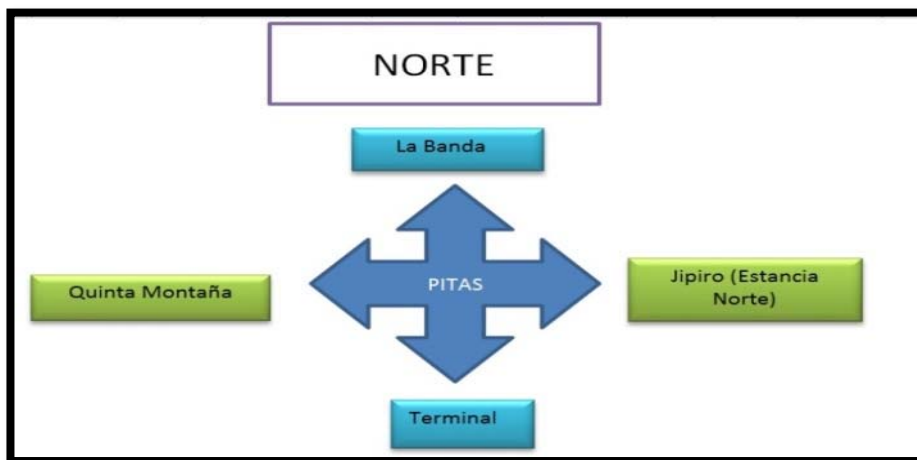 NORTE
La Banda
Quinta Montaña
PITAS
Jipiro (Estancia
Norte)
Terminal